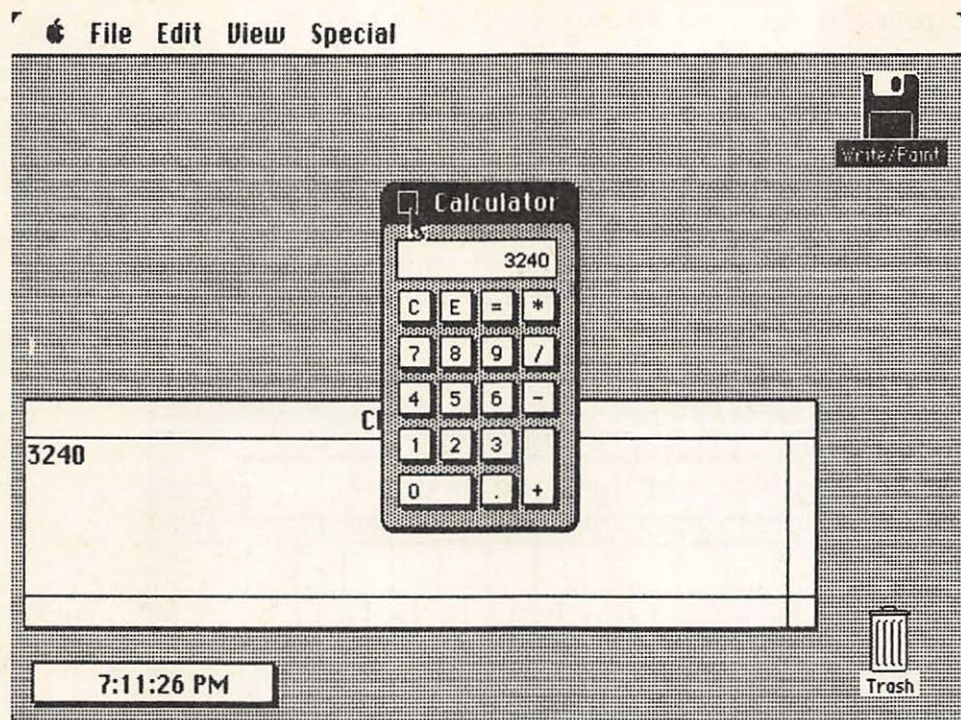 File Edit View Special
Write/Paint
Calculator
3240
C E = *
7 8 9 /
4 5 6 -
1 2 3
0 . +
3240
7:11:26 PM
Trash